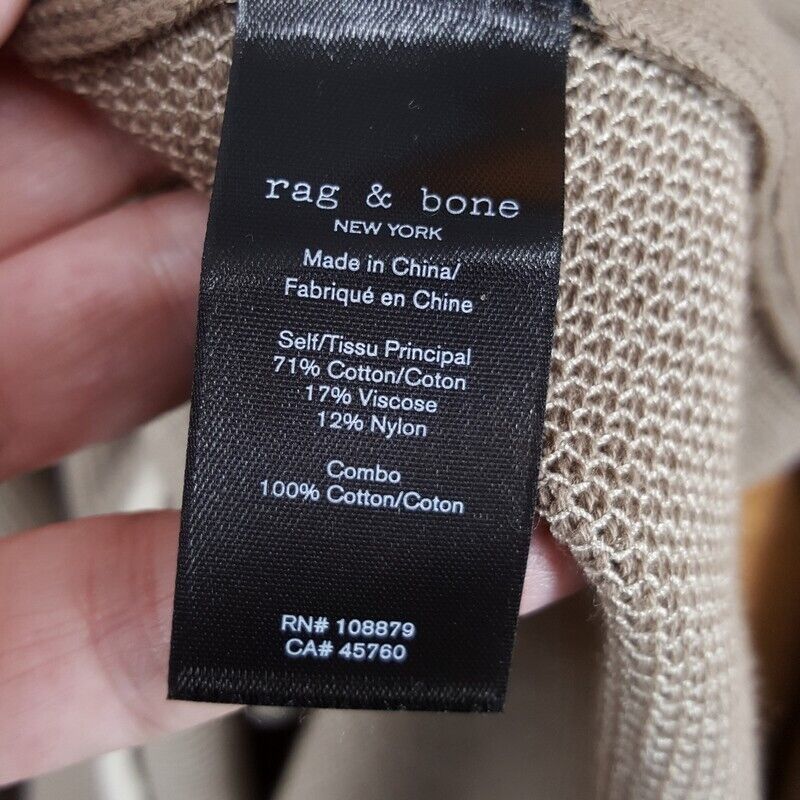 rag & bone
NEW YORK
Made in China/
Fabriqué en Chine
Self/Tissu Principal
71% Cotton/Coton
17% Viscose
12% Nylon
Combo
100% Cotton/Coton
RN# 108879
CA# 45760